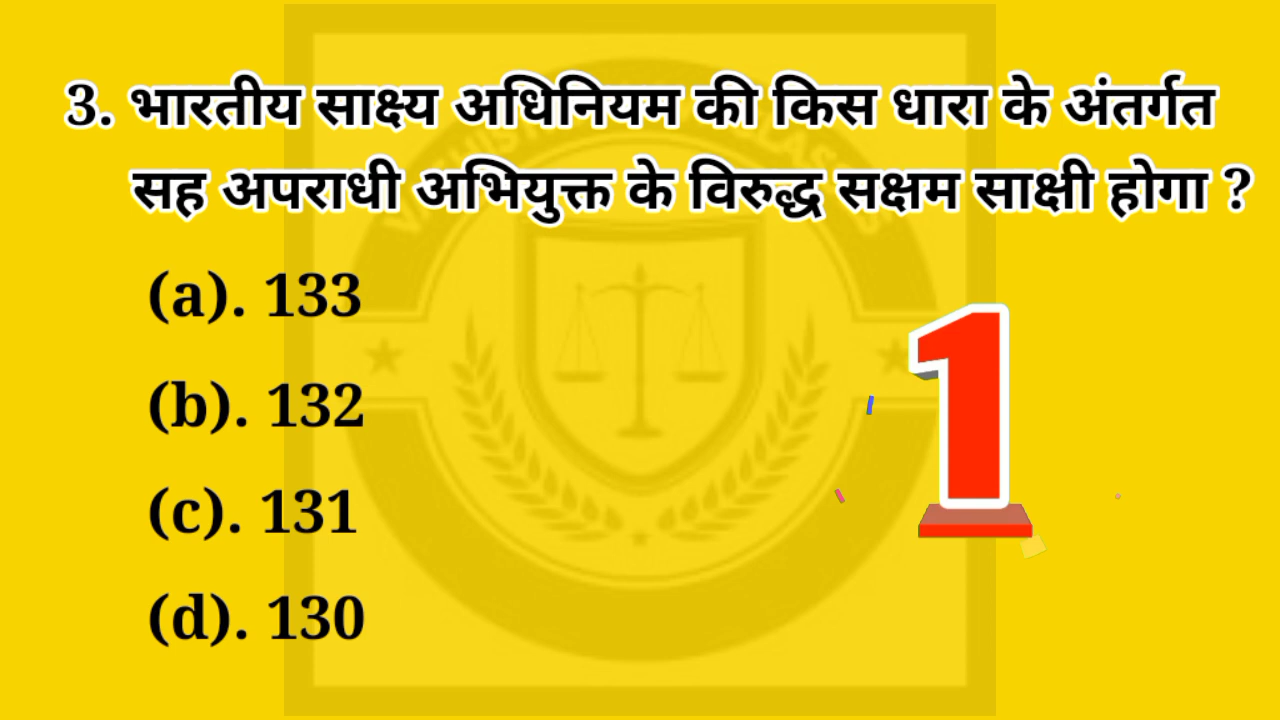 3. भारतीय साक्ष्य अधिनियम की किस धारा के अंतर्गत
सह अपराधी अभियुक्त के विरुद्ध सक्षम साक्षी होगा ?
(a). 133
(b). 132
(c). 131
(d). 130
1